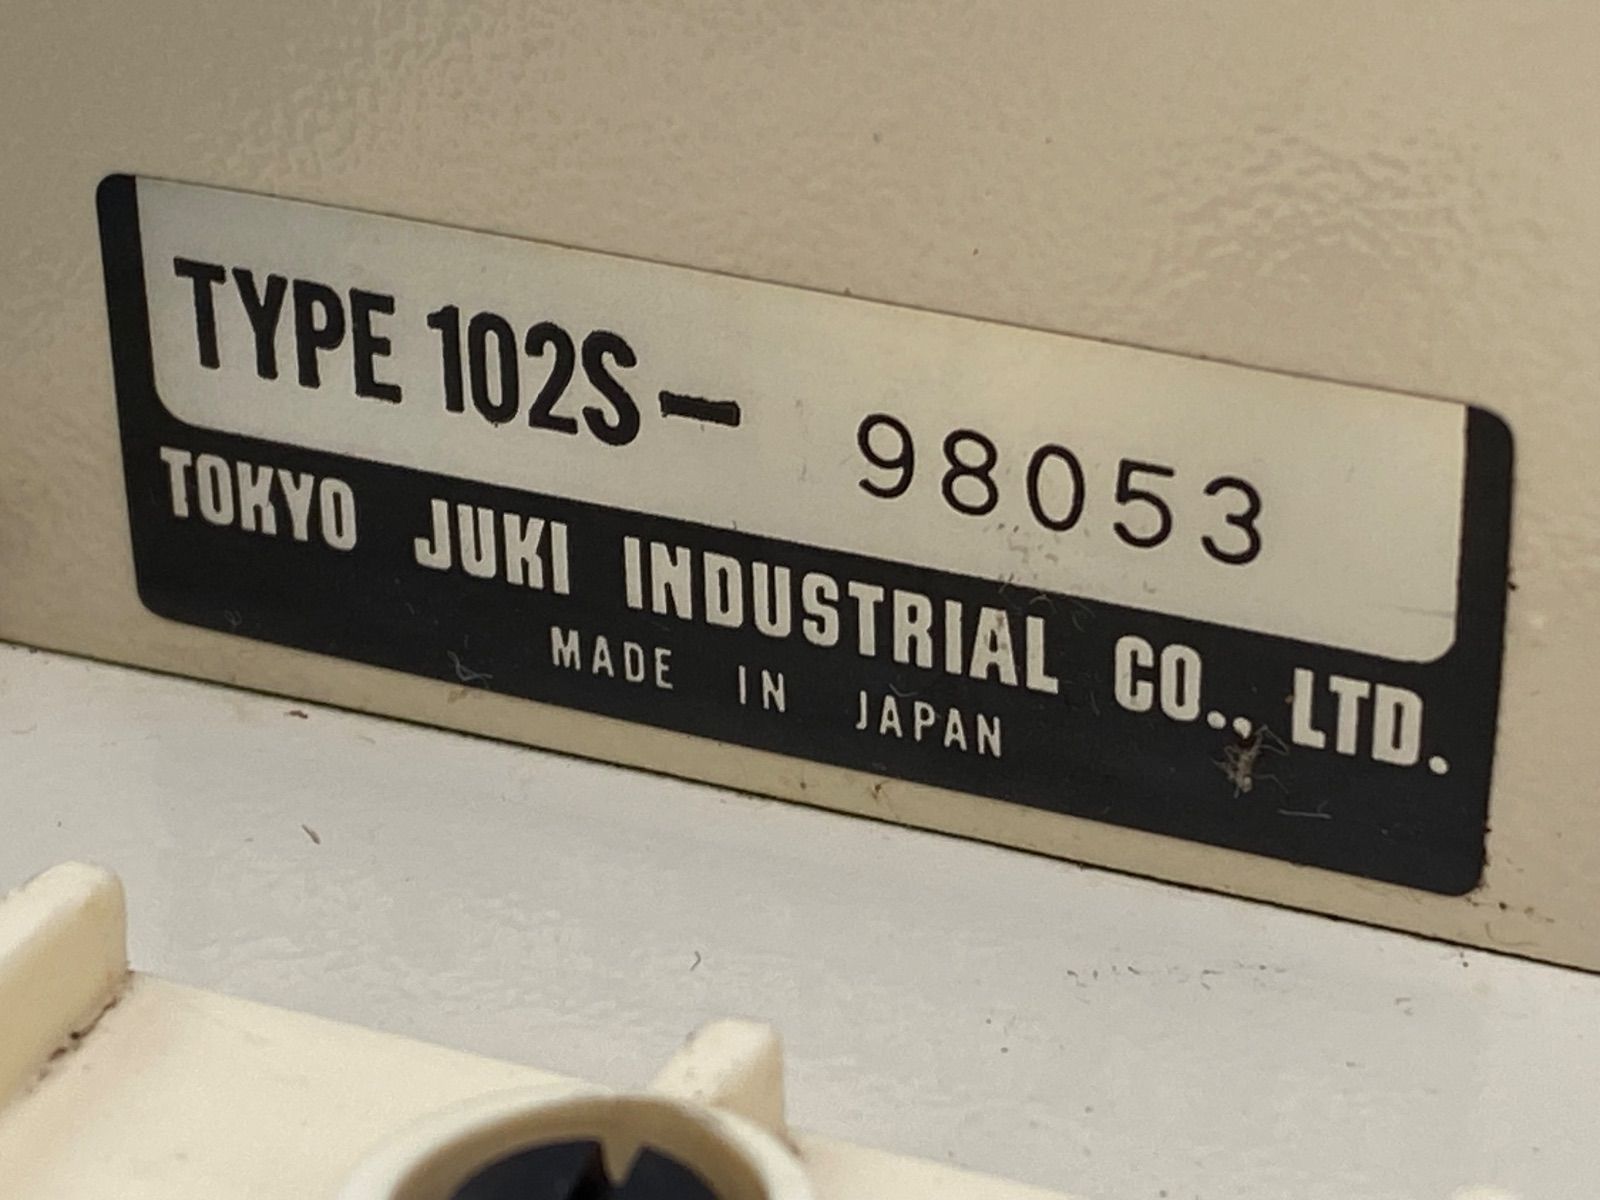 TYPE 102S- 98053
TOKYO JUKI INDUSTRIAL CO., LTD.
MADE IN JAPAN